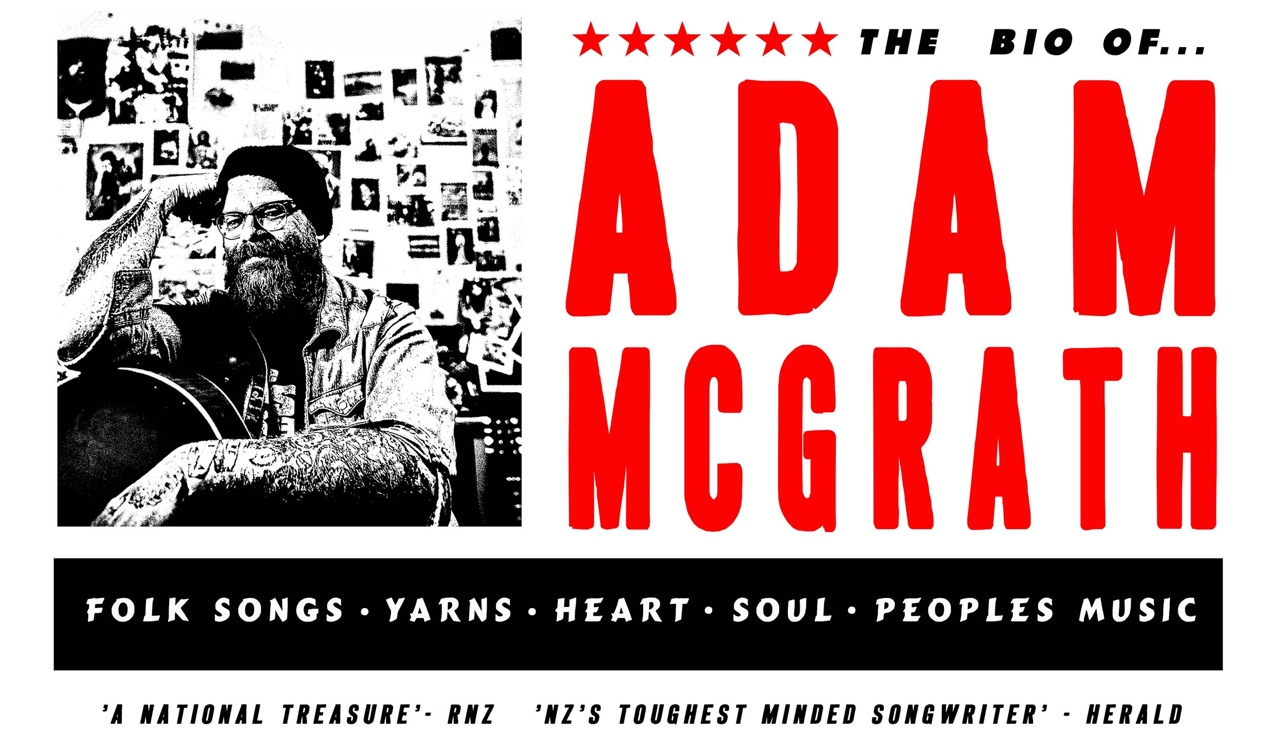 THE BIO OF...
ADAM
MCGRATH
FOLK SONGS · YARNS · HEART · SOUL · PEOPLES MUSIC
'A NATIONAL TREASURE'- RNZ 'NZ'S TOUGHEST MINDED SONGWRITER' - HERALD